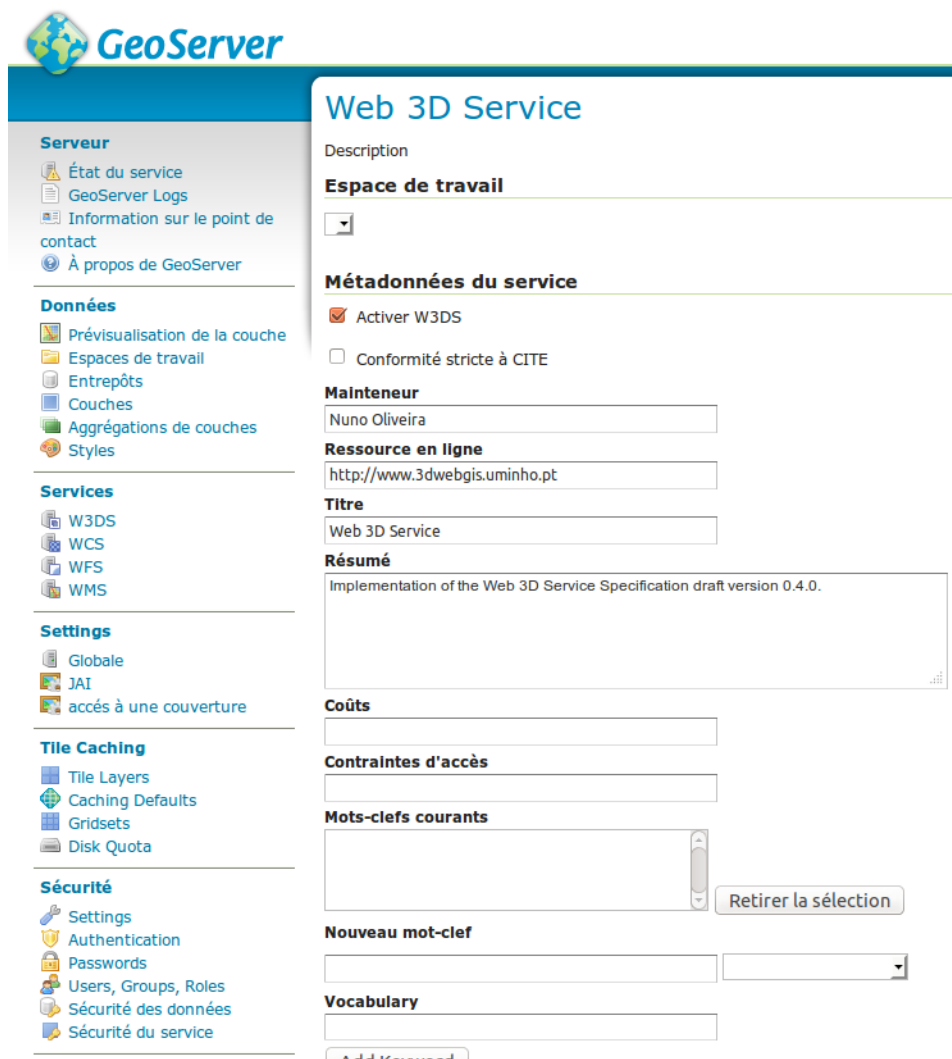 GeoServer
Serveur
État du service
GeoServer Logs
Information sur le point de
contact
À propos de GeoServer
Données
Prévisualisation de la couche
Espaces de travail
Entrepôts
Couches
Aggrégations de couches
Styles
Services
W3DS
WCS
WFS
WMS
Settings
Globale
JAI
accés à une couverture
Tile Caching
Tile Layers
Caching Defaults
Gridsets
Disk Quota
Sécurité
Settings
Authentication
Passwords
Users, Groups, Roles
Sécurité des données
Sécurité du service
Web 3D Service
Description
Espace de travail
Métadonnées du service
Activer W3DS
Conformité stricte à CITE
Mainteneur
Nuno Oliveira
Ressource en ligne
http://www.3dwebgis.uminho.pt
Titre
Web 3D Service
Résumé
Implementation of the Web 3D Service Specification draft version 0.4.0.
Coûts
Contraintes d'accès
Mots-clefs courants
Retirer la sélection
Nouveau mot-clef
Vocabulary
Add Keyword